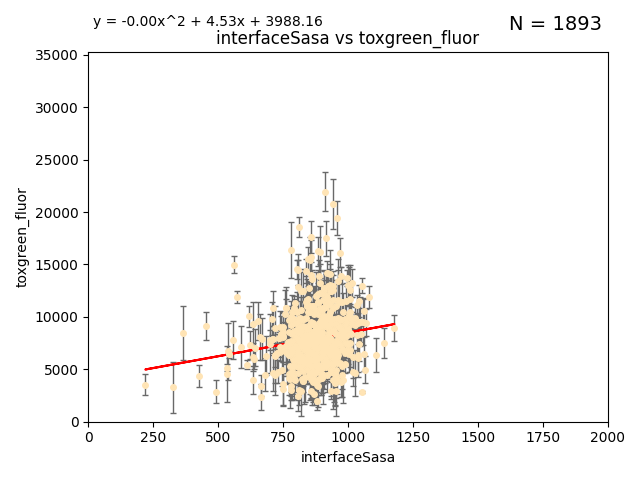 y = -0.00x^2 + 4.53x + 3988.16
N = 1893
interfaceSasa vs toxgreen_fluor
35000
30000
25000
20000
15000
10000
5000
0
toxgreen_fluor
0 250 500 750 1000 1250 1500 1750 2000
interfaceSasa